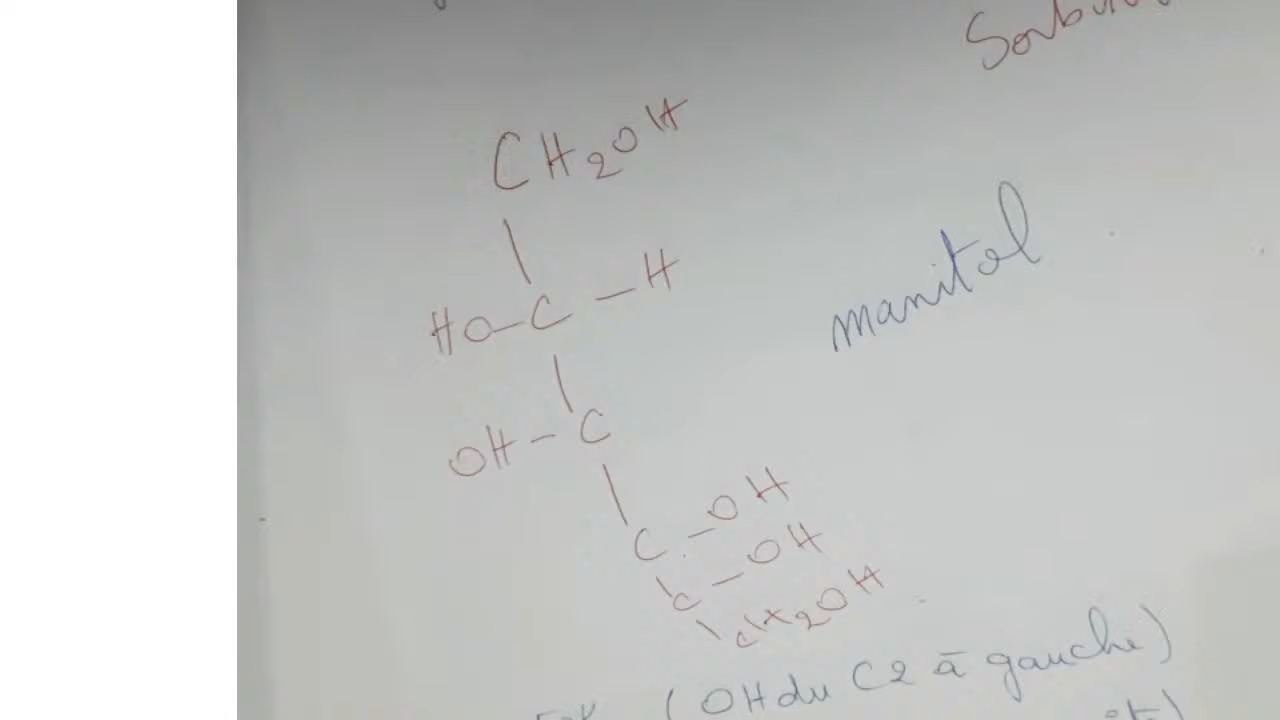 CH2OH
HO-C-H
manitol
OH-C
C-OH
C-OH
CH2OH
(OH du C2 à gauche)